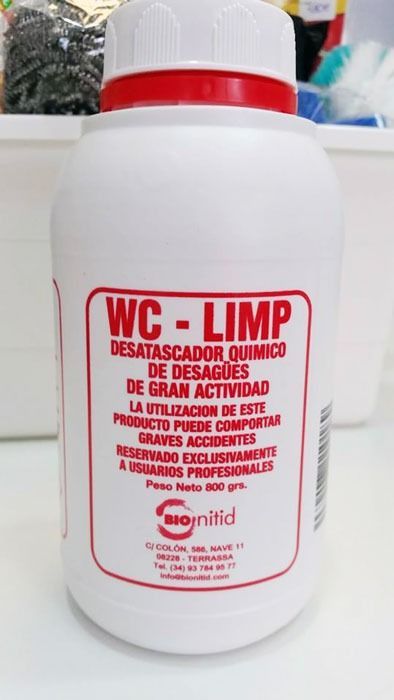 WC - LIMP
DESATASCADOR QUIMICO
DE DESAGÜES
DE GRAN ACTIVIDAD
LA UTILIZACION DE ESTE
PRODUCTO PUEDE COMPORTAR
GRAVES ACCIDENTES
RESERVADO EXCLUSIVAMENTE
A USUARIOS PROFESIONALES
Peso Neto 800 grs.
BIOnitid
C/ COLÓN, 586, NAVE 11
08228 - TERRASSA
Tel. (34) 93 784 95 77
info@bionitid.com